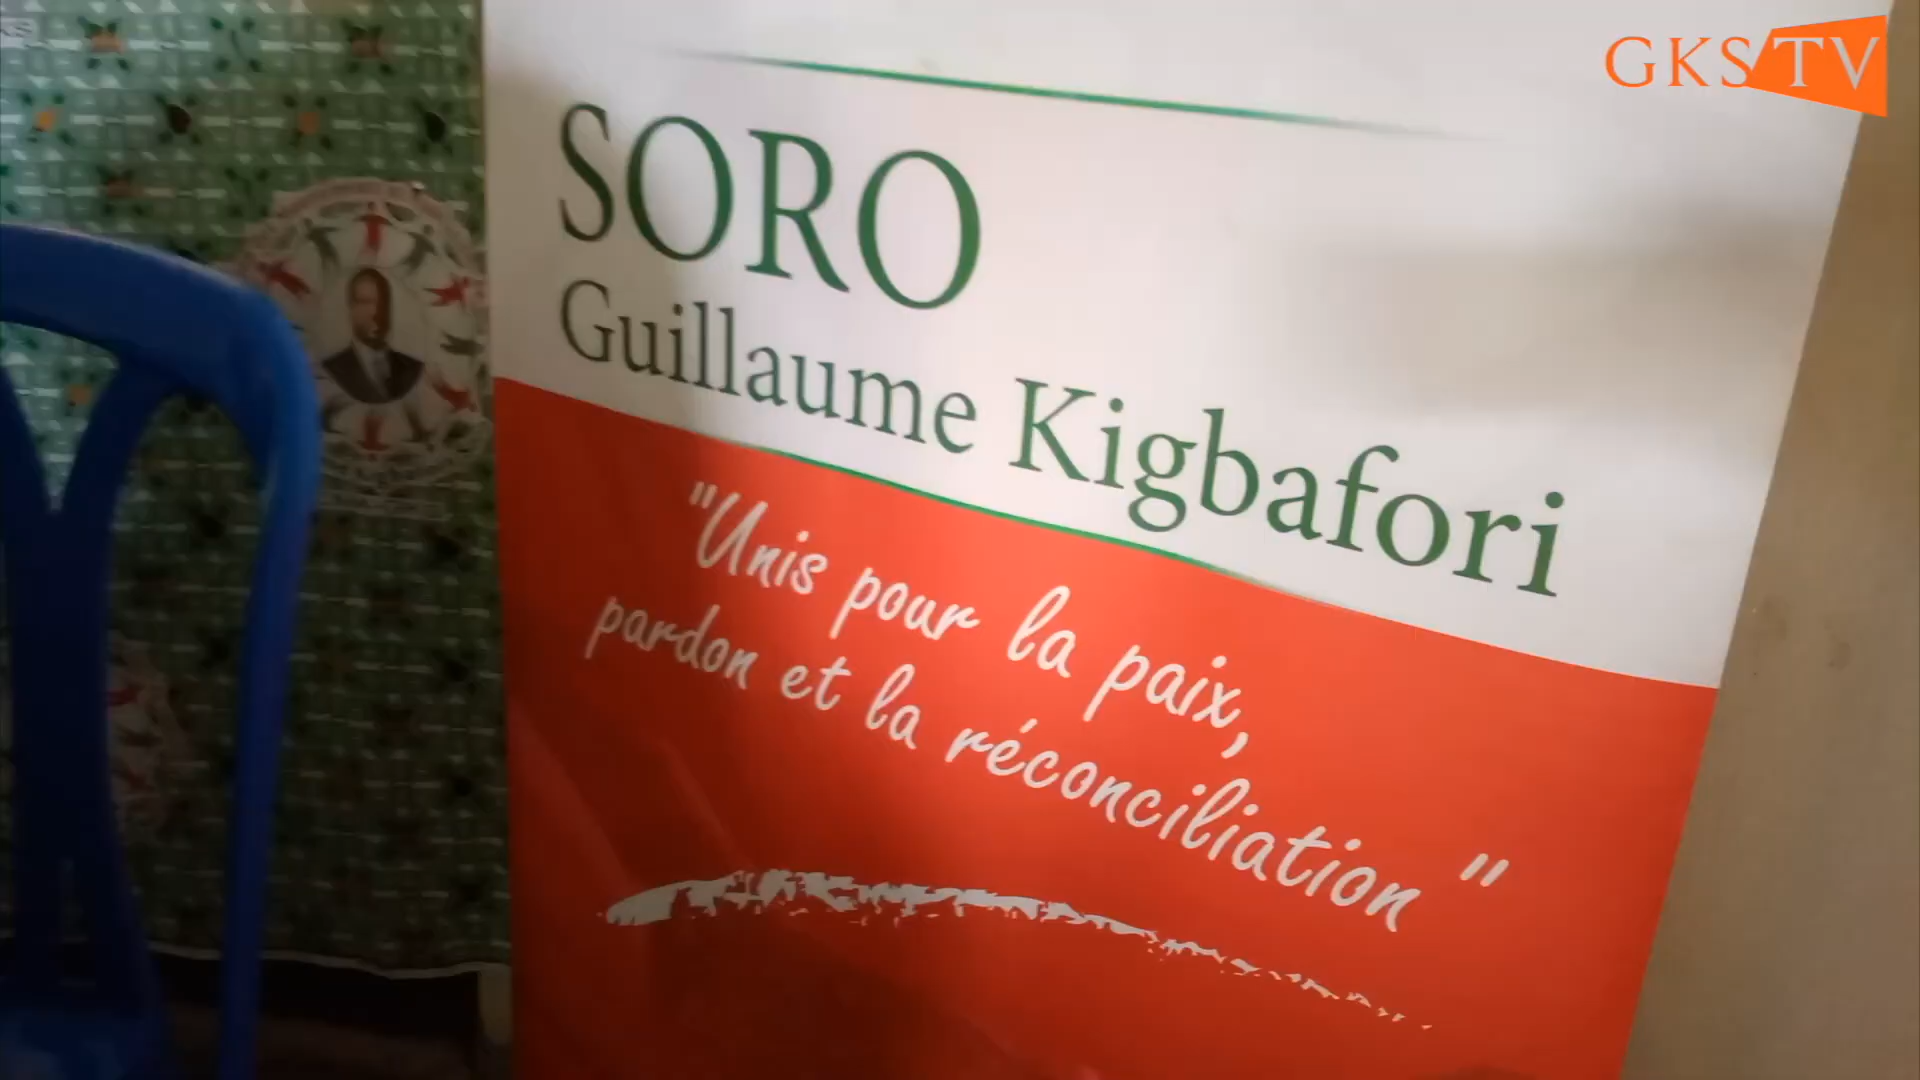 GKS TV
SORO
Guillaume Kigbafori
"Unis pour la paix,
pardon et la réconciliation"